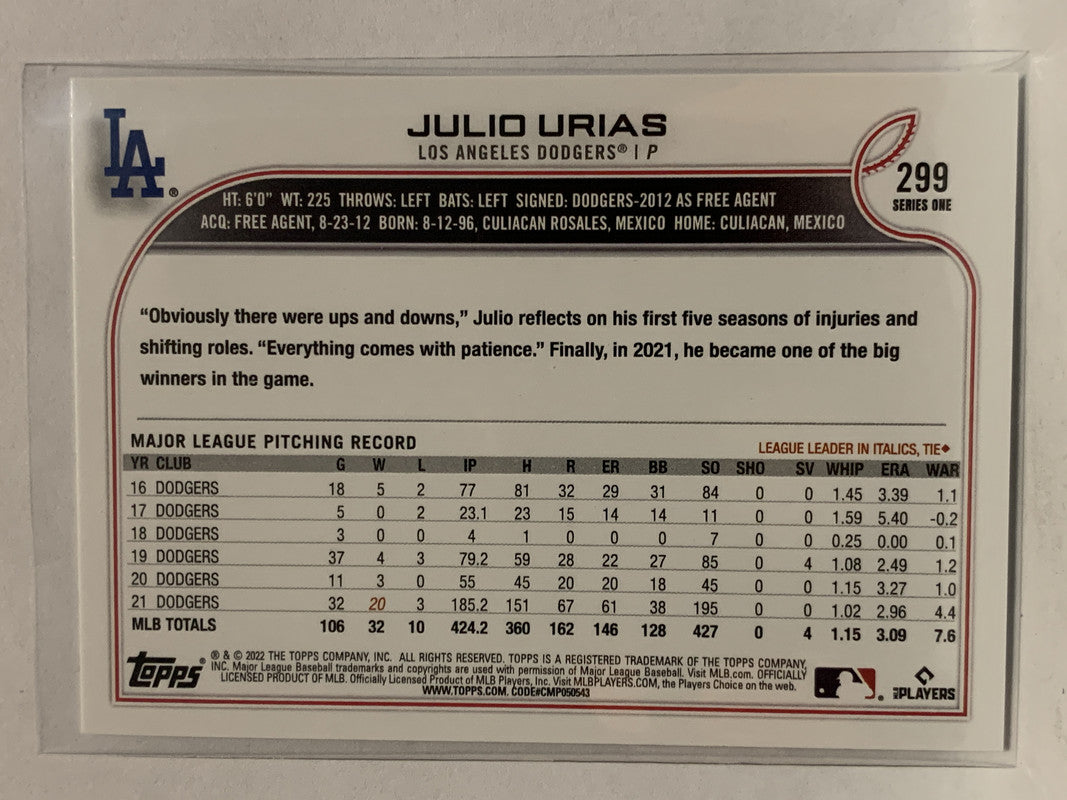 LA®
JULIO URIAS
LOS ANGELES DODGERS® | P
299
SERIES ONE
HT: 6'0" WT: 225 THROWS: LEFT BATS: LEFT SIGNED: DODGERS-2012 AS FREE AGENT
ACQ: FREE AGENT, 8-23-12 BORN: 8-12-96, CULIACAN ROSALES, MEXICO HOME: CULIACAN, MEXICO
“Obviously there were ups and downs,” Julio reflects on his first five seasons of injuries and
shifting roles. “Everything comes with patience.” Finally, in 2021, he became one of the big
winners in the game.
MAJOR LEAGUE PITCHING RECORD
LEAGUE LEADER IN ITALICS, TIE◆
YR CLUB G W L IP H R ER BB SO SHO SV WHIP ERA WAR
16 DODGERS 18 5 2 77 81 32 29 31 84 0 0 1.45 3.39 1.1
17 DODGERS 5 0 2 23.1 23 15 14 14 11 0 0 1.59 5.40 -0.2
18 DODGERS 3 0 0 4 1 0 0 0 7 0 0 0.25 0.00 0.1
19 DODGERS 37 4 3 79.2 59 28 22 27 85 0 4 1.08 2.49 1.2
20 DODGERS 11 3 0 55 45 20 20 18 45 0 0 1.15 3.27 1.0
21 DODGERS 32 20 3 185.2 151 67 61 38 195 0 0 1.02 2.96 4.4
MLB TOTALS 106 32 10 424.2 360 162 146 128 427 0 4 1.15 3.09 7.6
topps®
® & © 2022 THE TOPPS COMPANY, INC. ALL RIGHTS RESERVED. TOPPS IS A REGISTERED TRADEMARK OF THE TOPPS COMPANY,
INC. Major League Baseball trademarks and copyrights are used with permission of Major League Baseball. Visit MLB.com. OFFICIALLY
LICENSED PRODUCT OF MLB. Officially Licensed Product of MLB Players, Inc. Visit MLBPLAYERS.COM, the Players Choice on the web.
WWW.TOPPS.COM. CODE#CMP050543
MLB PLAYERS